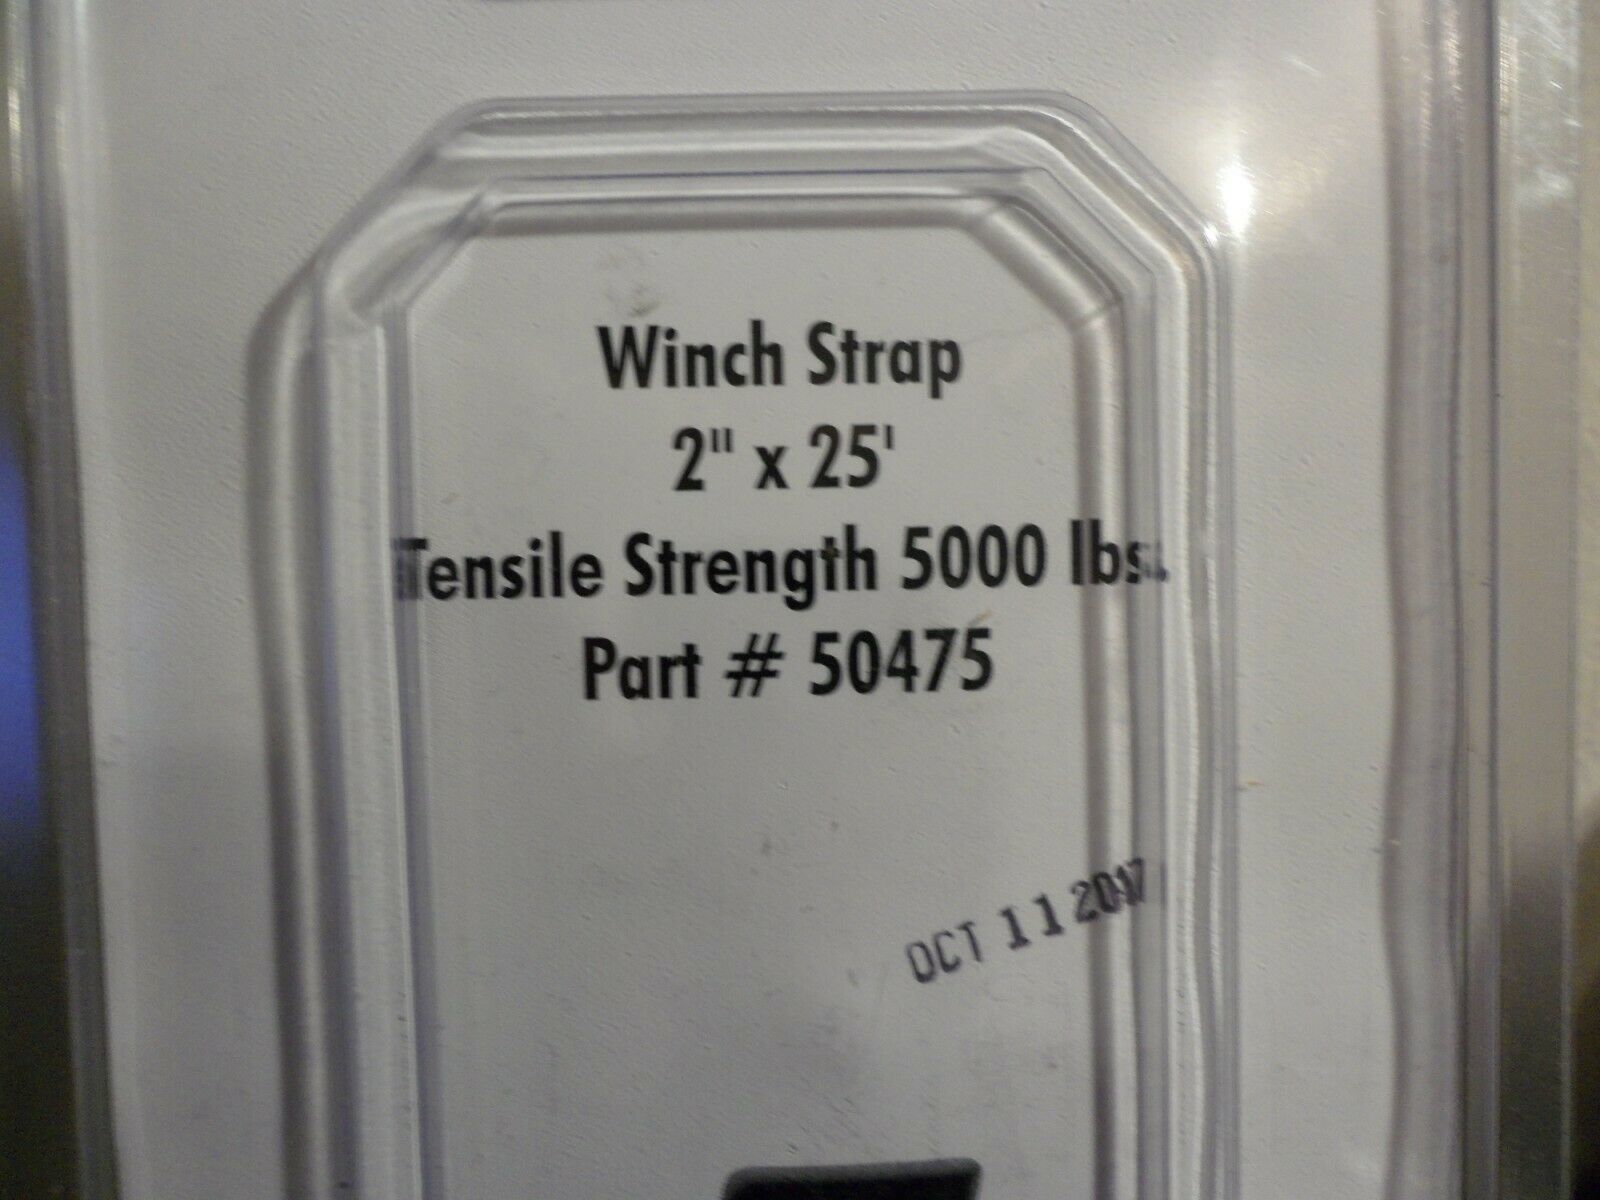 Winch Strap
2" x 25'
Tensile Strength 5000 lbs.
Part # 50475
OCT 11 2017